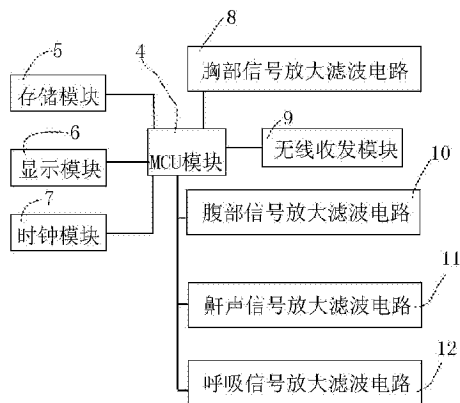 8
胸部信号放大滤波电路
5
存储模块
4
MCU模块
6
显示模块
9
无线收发模块
7
时钟模块
10
腹部信号放大滤波电路
11
鼾声信号放大滤波电路
12
呼吸信号放大滤波电路